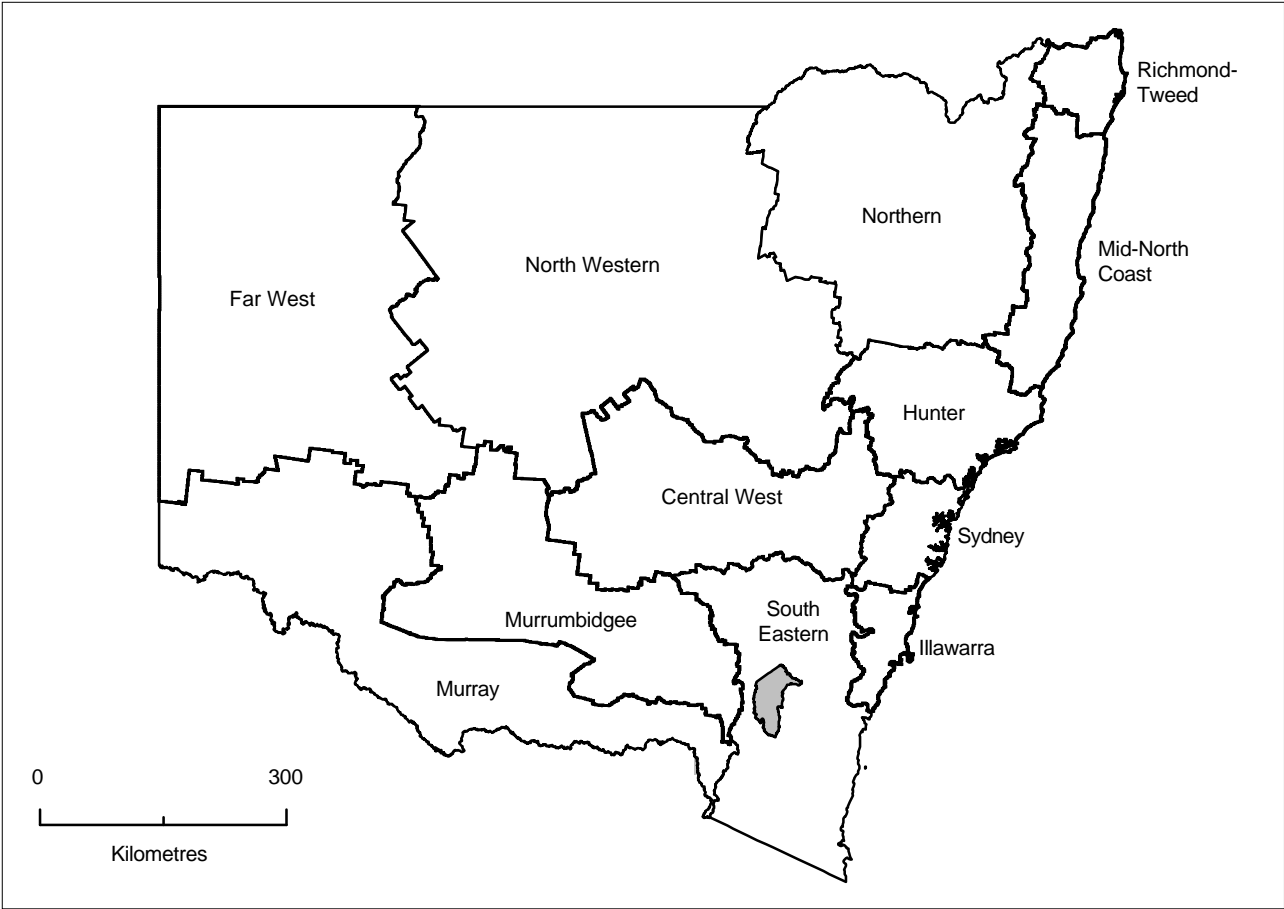 Richmond-
Tweed
Northern
Mid-North
Coast
North Western
Far West
Hunter
Central West
Sydney
South
Eastern
Murrumbidgee
Illawarra
Murray
0
300
Kilometres